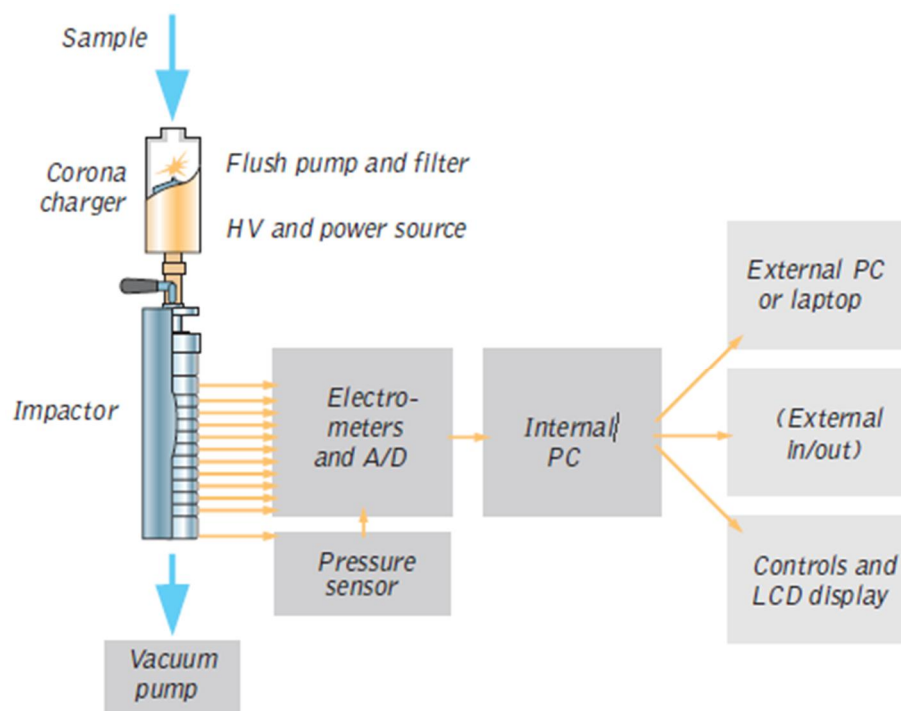 Sample
Corona
charger
Flush pump and filter
HV and power source
Impactor
Electro-
meters
and A/D
Internal
PC
External PC
or laptop
(External
in/out)
Controls and
LCD display
Pressure
sensor
Vacuum
pump